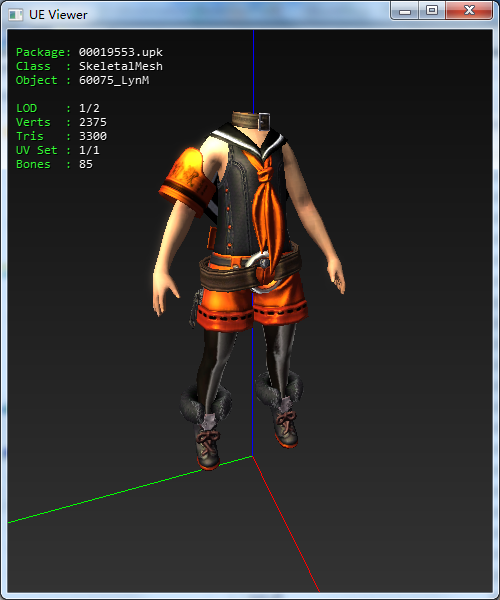 UE Viewer
Package: 00019553.upk
Class : SkeletalMesh
Object : 60075_LynM
LOD : 1/2
Verts : 2375
Tris : 3300
UV Set : 1/1
Bones : 85